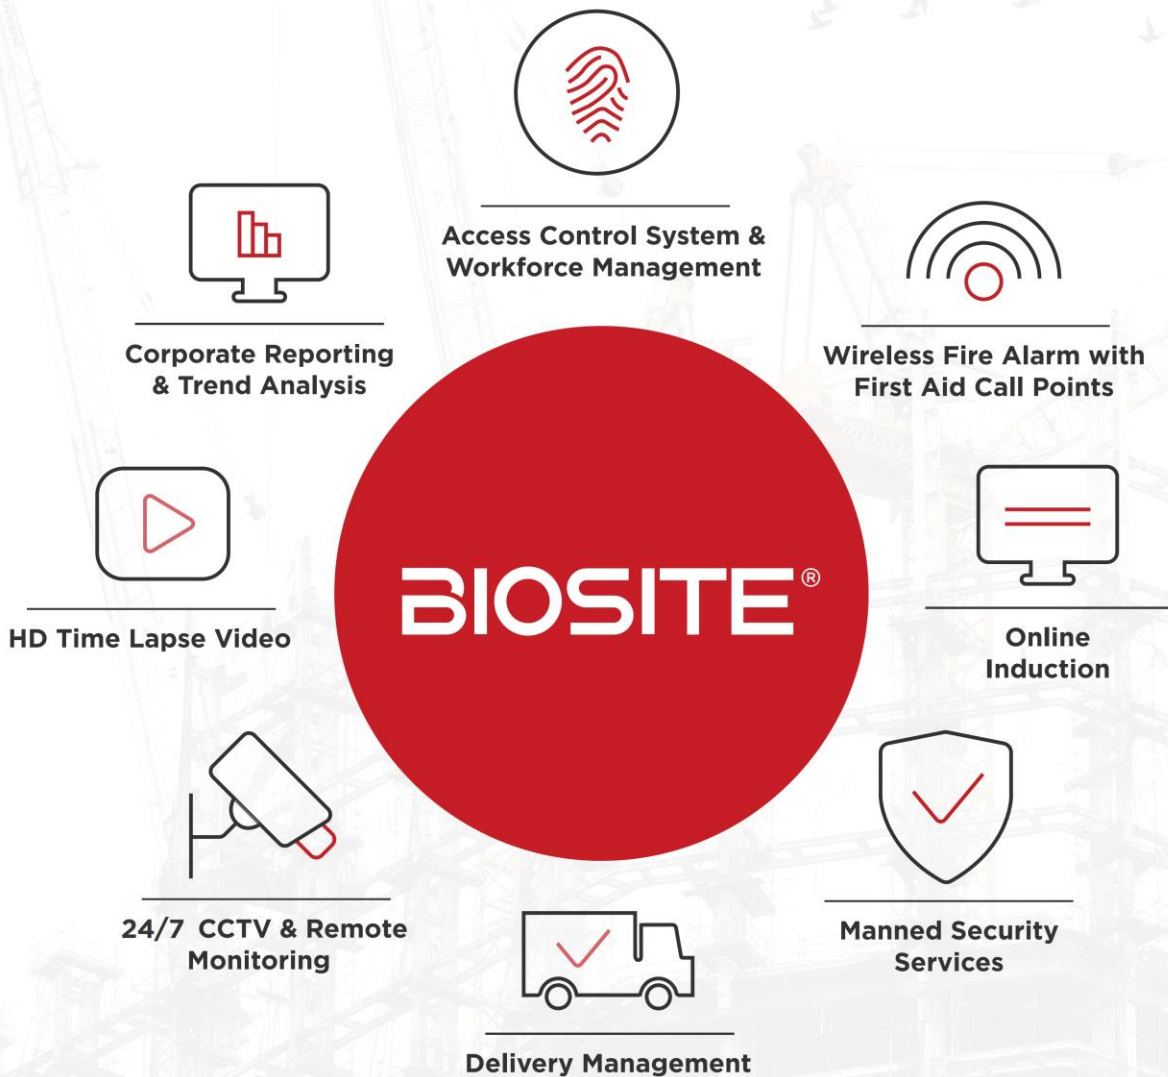 Access Control System &
Workforce Management
Corporate Reporting
& Trend Analysis
Wireless Fire Alarm with
First Aid Call Points
HD Time Lapse Video
BIOSITE®
Online
Induction
24/7 CCTV & Remote
Monitoring
Manned Security
Services
Delivery Management